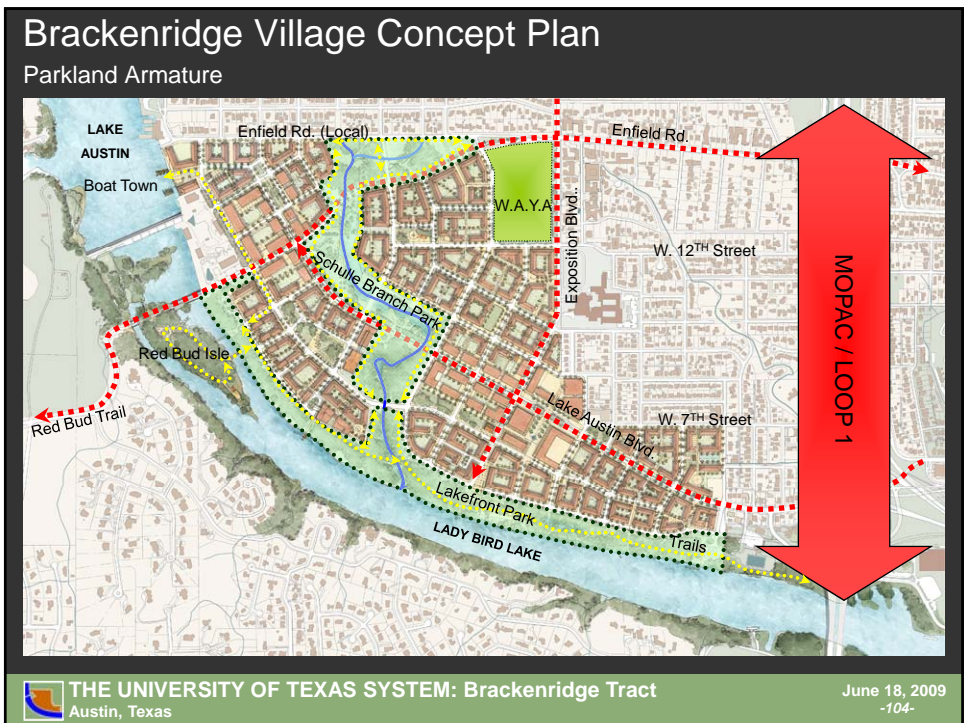 Brackenridge Village Concept Plan
Parkland Armature
LAKE
AUSTIN
Enfield Rd. (Local)
Enfield Rd.
Boat Town
W.A.Y.A
Exposition Blvd..
W. 12TH Street
MOPAC / LOOP 1
Schulle Branch Park
Red Bud Isle
Red Bud Trail
Lake Austin Blvd..
W. 7TH Street
Lakefront Park
Trails
LADY BIRD LAKE
THE UNIVERSITY OF TEXAS SYSTEM: Brackenridge Tract
Austin, Texas
June 18, 2009
-104-